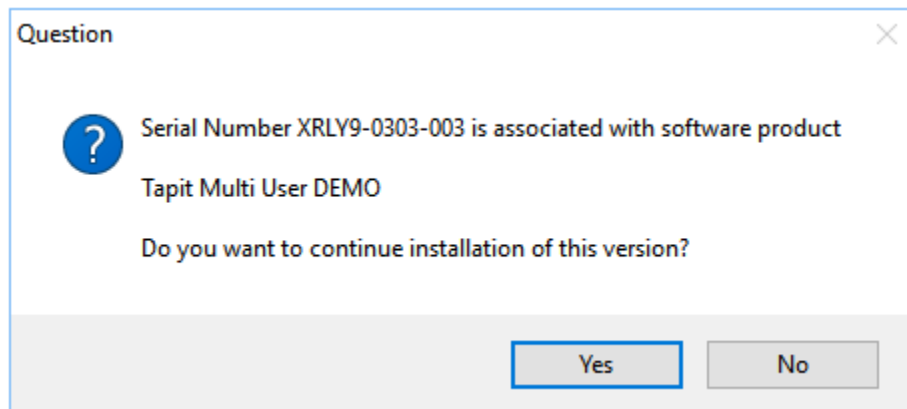 Question
Serial Number XRLY9-0303-003 is associated with software product
Tapit Multi User DEMO
Do you want to continue installation of this version?
Yes
No